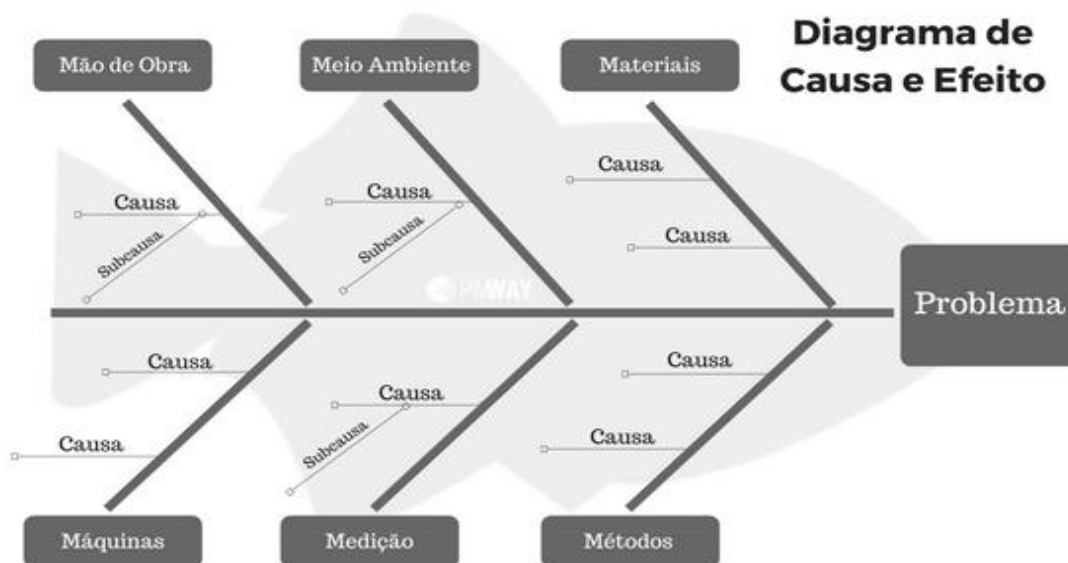 Diagrama de
Causa e Efeito
Mão de Obra
Meio Ambiente
Materiais
Causa
Subcausa
Causa
Subcausa
Causa
Causa
PMWAY
Problema
Causa
Causa
Causa
Subcausa
Causa
Causa
Máquinas
Medição
Métodos